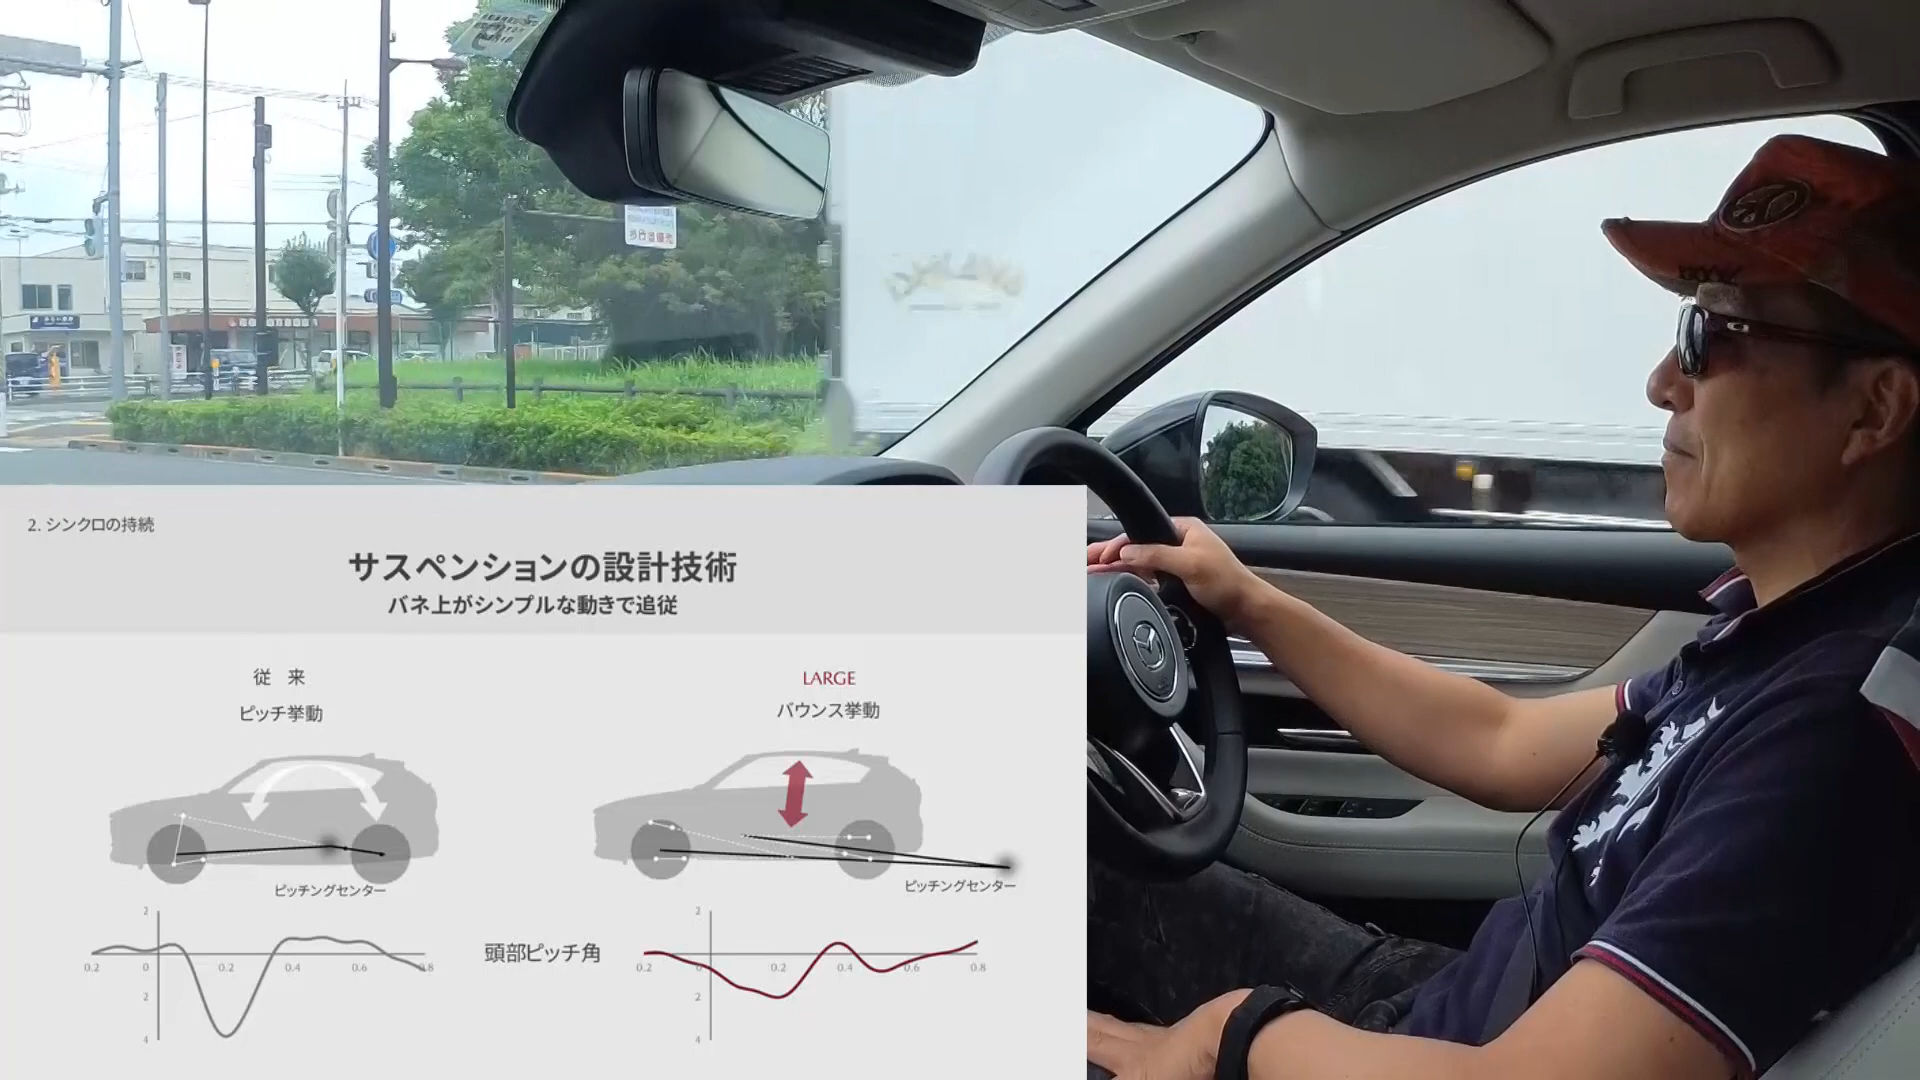 2. シンクロの持続
サスペンションの設計技術
バネ上がシンプルな動きで追従
従 来
ピッチ挙動
LARGE
バウンス挙動
ピッチングセンター
ピッチングセンター
頭部ピッチ角
2
0.2 0 0.2 0.4 0.6 0.8
2
4
2
0.2 0 0.2 0.4 0.6 0.8
2
4